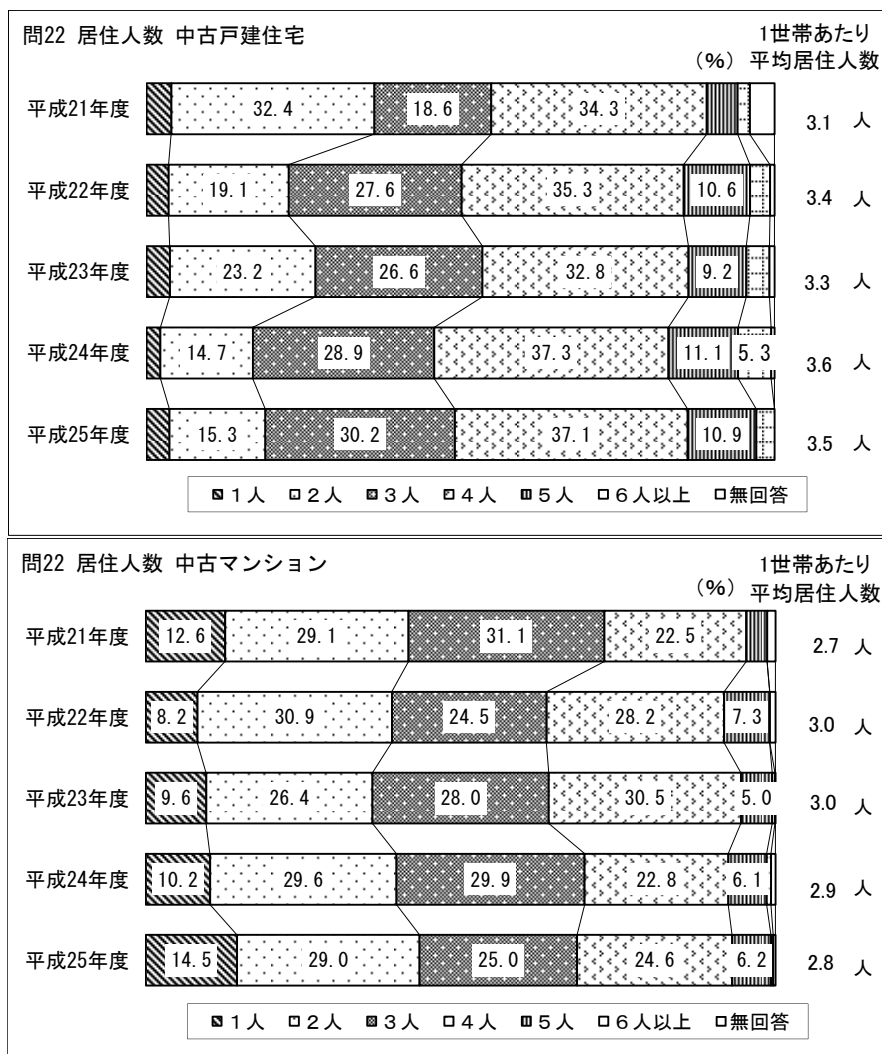 問22 居住人数 中古戸建住宅
1世帯あたり
(%) 平均居住人数
平成21年度 32.4 18.6 34.3 3.1 人
平成22年度 19.1 27.6 35.3 10.6 3.4 人
平成23年度 23.2 26.6 32.8 9.2 3.3 人
平成24年度 14.7 28.9 37.3 11.1 5.3 3.6 人
平成25年度 15.3 30.2 37.1 10.9 3.5 人
1人 2人 3人 4人 5人 6人以上 無回答
問22 居住人数 中古マンション
1世帯あたり
(%) 平均居住人数
平成21年度 12.6 29.1 31.1 22.5 2.7 人
平成22年度 8.2 30.9 24.5 28.2 7.3 3.0 人
平成23年度 9.6 26.4 28.0 30.5 5.0 3.0 人
平成24年度 10.2 29.6 29.9 22.8 6.1 2.9 人
平成25年度 14.5 29.0 25.0 24.6 6.2 2.8 人
1人 2人 3人 4人 5人 6人以上 無回答